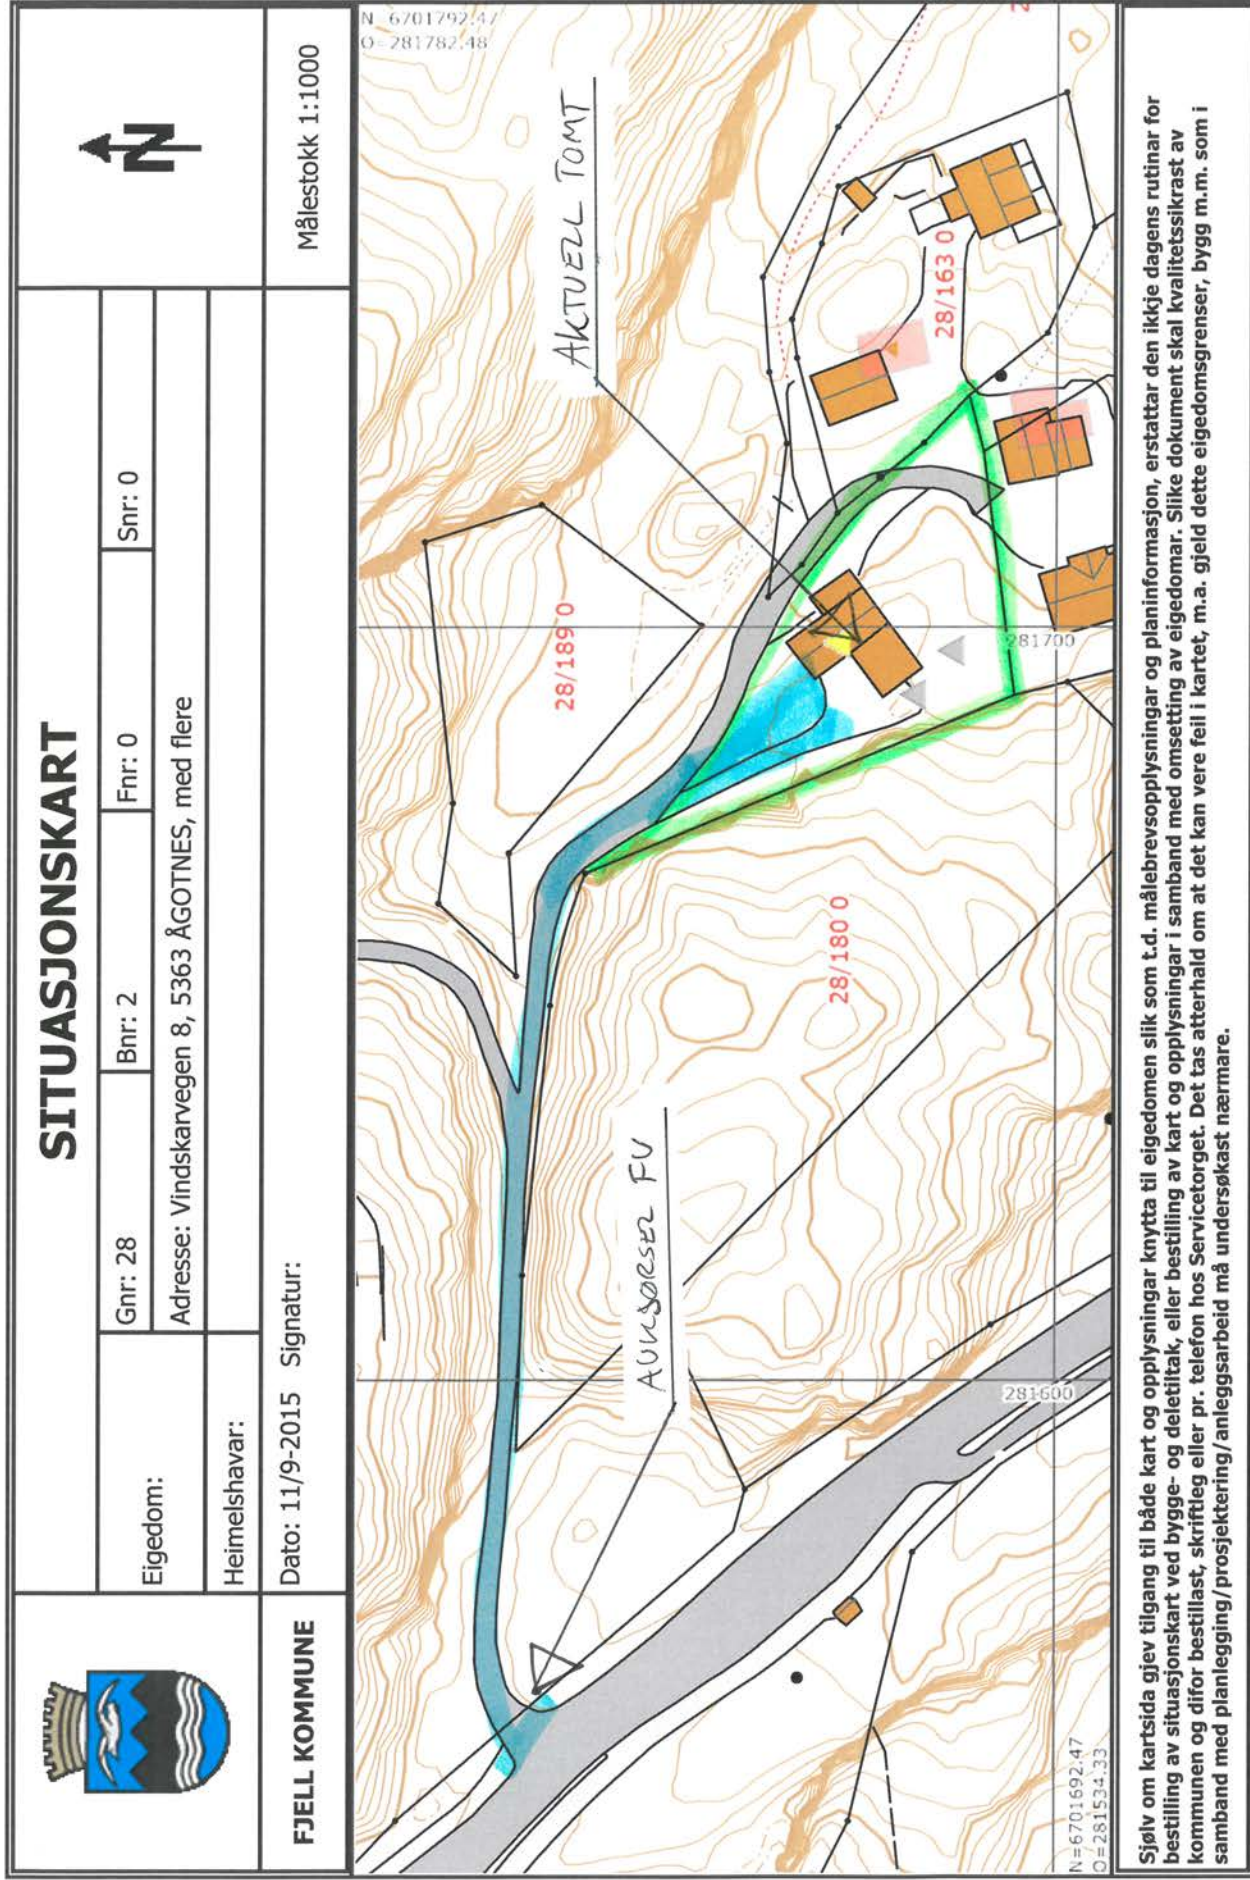 SITUASJONSKART
Eigedom:
Gnr: 28
Bnr: 2
Fnr: 0
Snr: 0
Adresse: Vindskarvegen 8, 5363 ÅGOTNES, med flere
Heimelshavar:
FJELL KOMMUNE
Dato: 11/9-2015 Signatur:
Målestokk 1:1000
N
N 6701792.47
O=281782.48
AKTUELL TOMT
28/189 0
28/163 0
281700
28/180 0
AVKJØRSEL FV
281600
N=6701692.47
O=281534.33
Sjølv om kartsida gjev tilgang til både kart og opplysningar knytta til eigedomen slik som t.d. målebrevsopplysningar og planinformasjon, erstattar den ikkje dagens rutinar for
bestilling av situasjonskart ved bygge- og deletiltak, eller bestilling av kart og opplysningar i samband med omsetting av eigedomar. Slike dokument skal kvalitetssikrast av
kommunen og difor bestillast, skriftleg eller pr. telefon hos Servicetorget. Det tas atterhald om at det kan vere feil i kartet, m.a. gjeld dette eigedomsgrenser, bygg m.m. som i
samband med planlegging/prosjektering/anleggsarbeid må undersøkast nærmare.